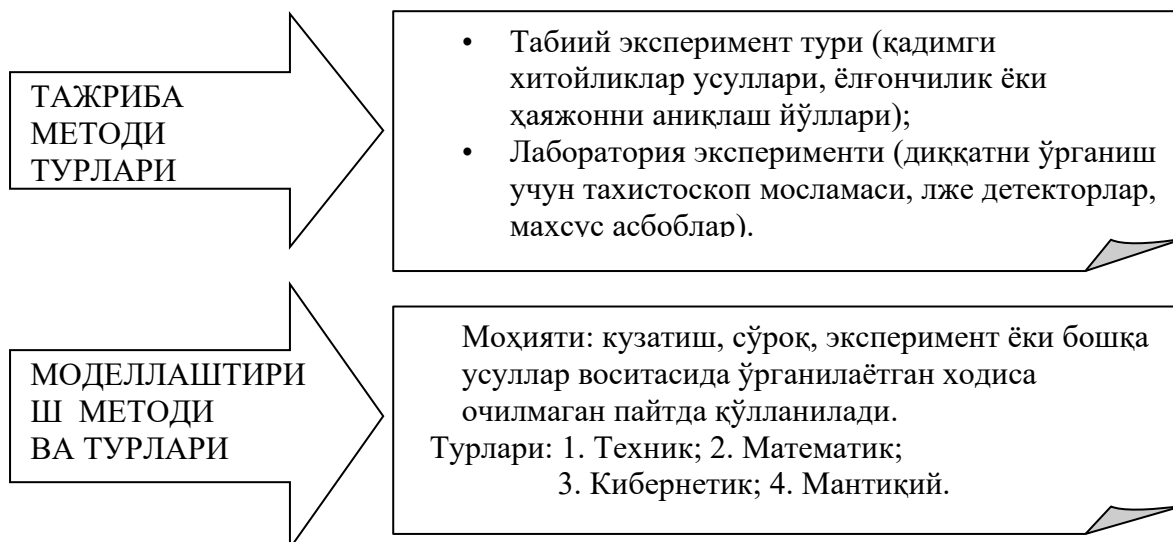 ТАЖРИБА
МЕТОДИ
ТУРЛАРИ
• Табиий эксперимент тури (қадимги
хитойликлар усуллари, ёлғончилик ёки
ҳаяжонни аниқлаш йўллари);
• Лаборатория эксперименти (диққатни ўрганиш
учун тахистоскоп мосламаси, лже детекторлар,
махсус асбоблар).
МОДЕЛЛАШТИРИ
Ш МЕТОДИ
ВА ТУРЛАРИ
Моҳияти: кузатиш, сўроқ, эксперимент ёки бошқа
усуллар воситасида ўрганилаётган ходиса
очилмаган пайтда қўлланилади.
Турлари: 1. Техник; 2. Математик;
3. Кибернетик; 4. Мантиқий.